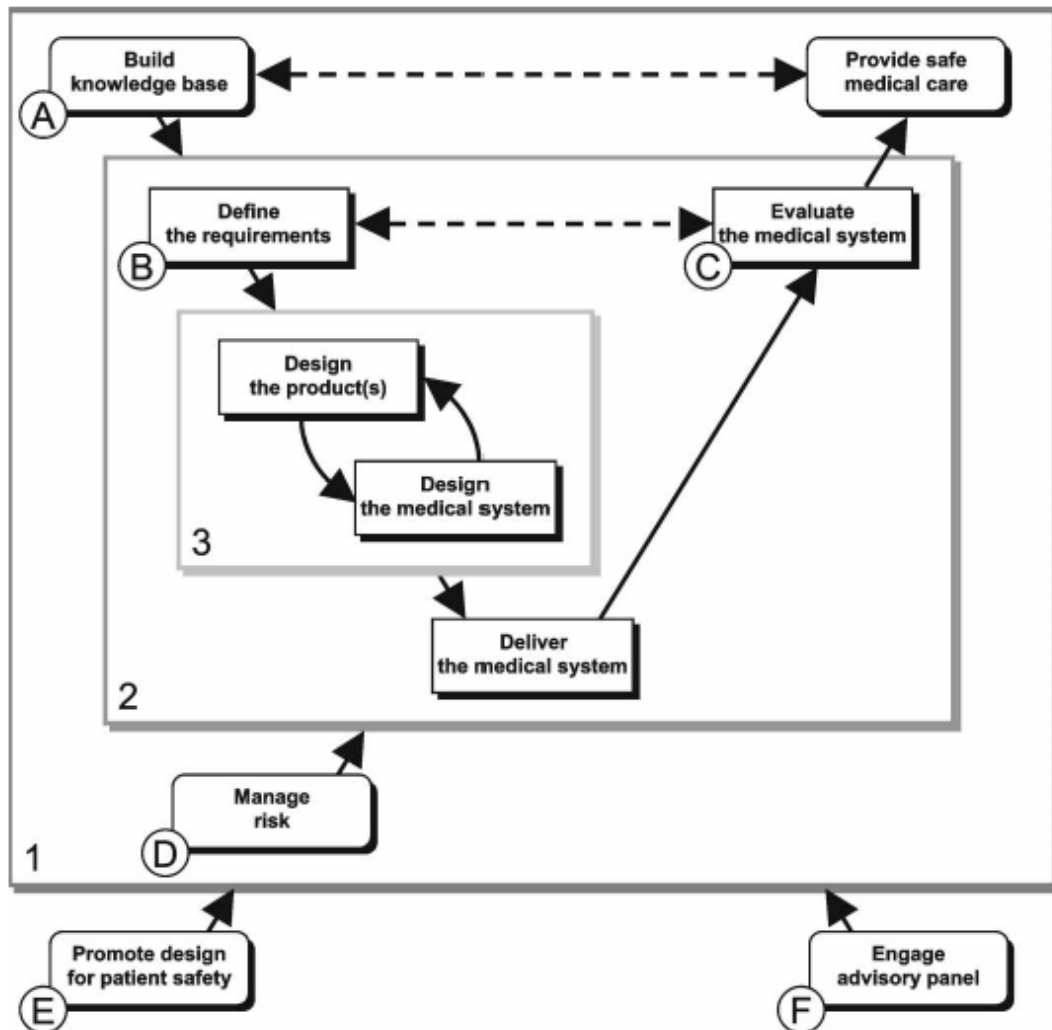 Build
knowledge base
A
Provide safe
medical care
Define
the requirements
B
Evaluate
the medical system
C
Design
the product(s)
Design
the medical system
3
Deliver
the medical system
2
Manage
risk
D
1
Promote design
for patient safety
E
Engage
advisory panel
F